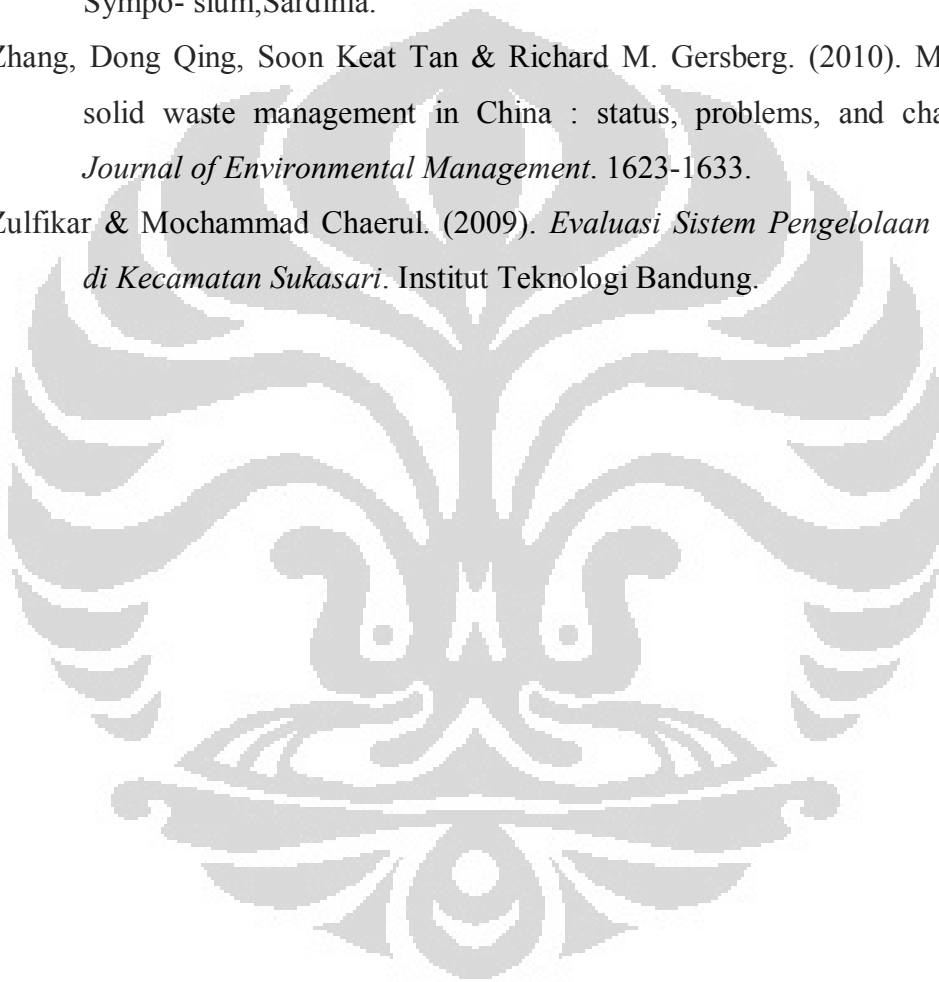 Sympo- sium,Sardinia.
Zhang, Dong Qing, Soon Keat Tan & Richard M. Gersberg. (2010). M
solid waste management in China : status, problems, and cha
Journal of Environmental Management. 1623-1633.
Zulfikar & Mochammad Chaerul. (2009). Evaluasi Sistem Pengelolaan
di Kecamatan Sukasari. Institut Teknologi Bandung.